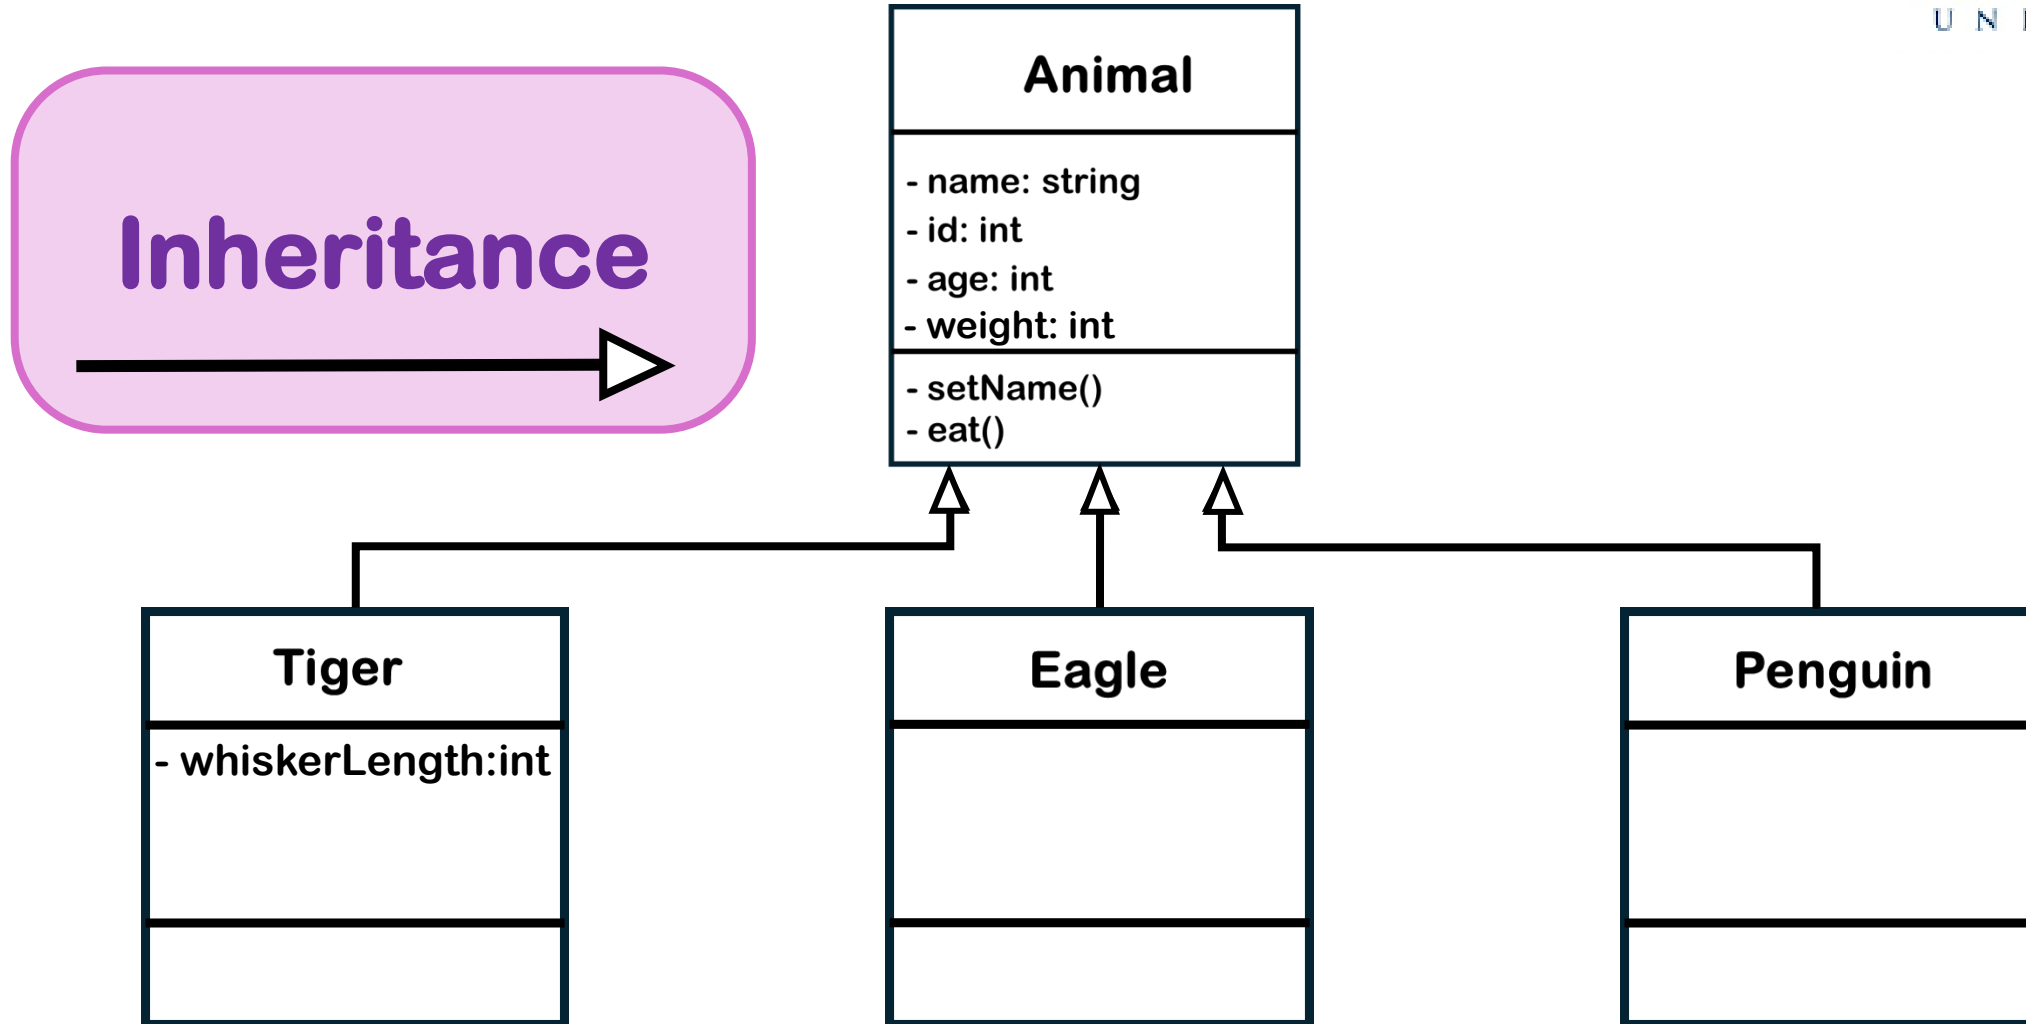 U N
Inheritance
Animal
- name: string
- id: int
- age: int
- weight: int
- setName()
- eat()
Tiger
- whiskerLength:int
Eagle
Penguin